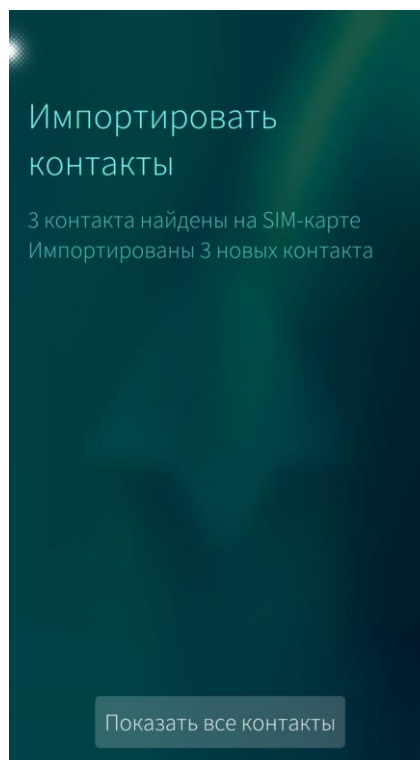 Импортировать
контакты
3 контакта найдены на SIM-карте
Импортированы 3 новых контакта
Показать все контакты